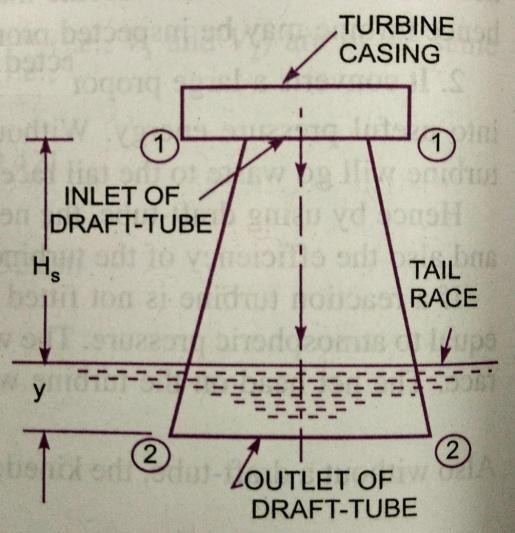 TURBINE
CASING
1
1
INLET OF
DRAFT-TUBE
Hs
TAIL
RACE
y
2
2
OUTLET OF
DRAFT-TUBE